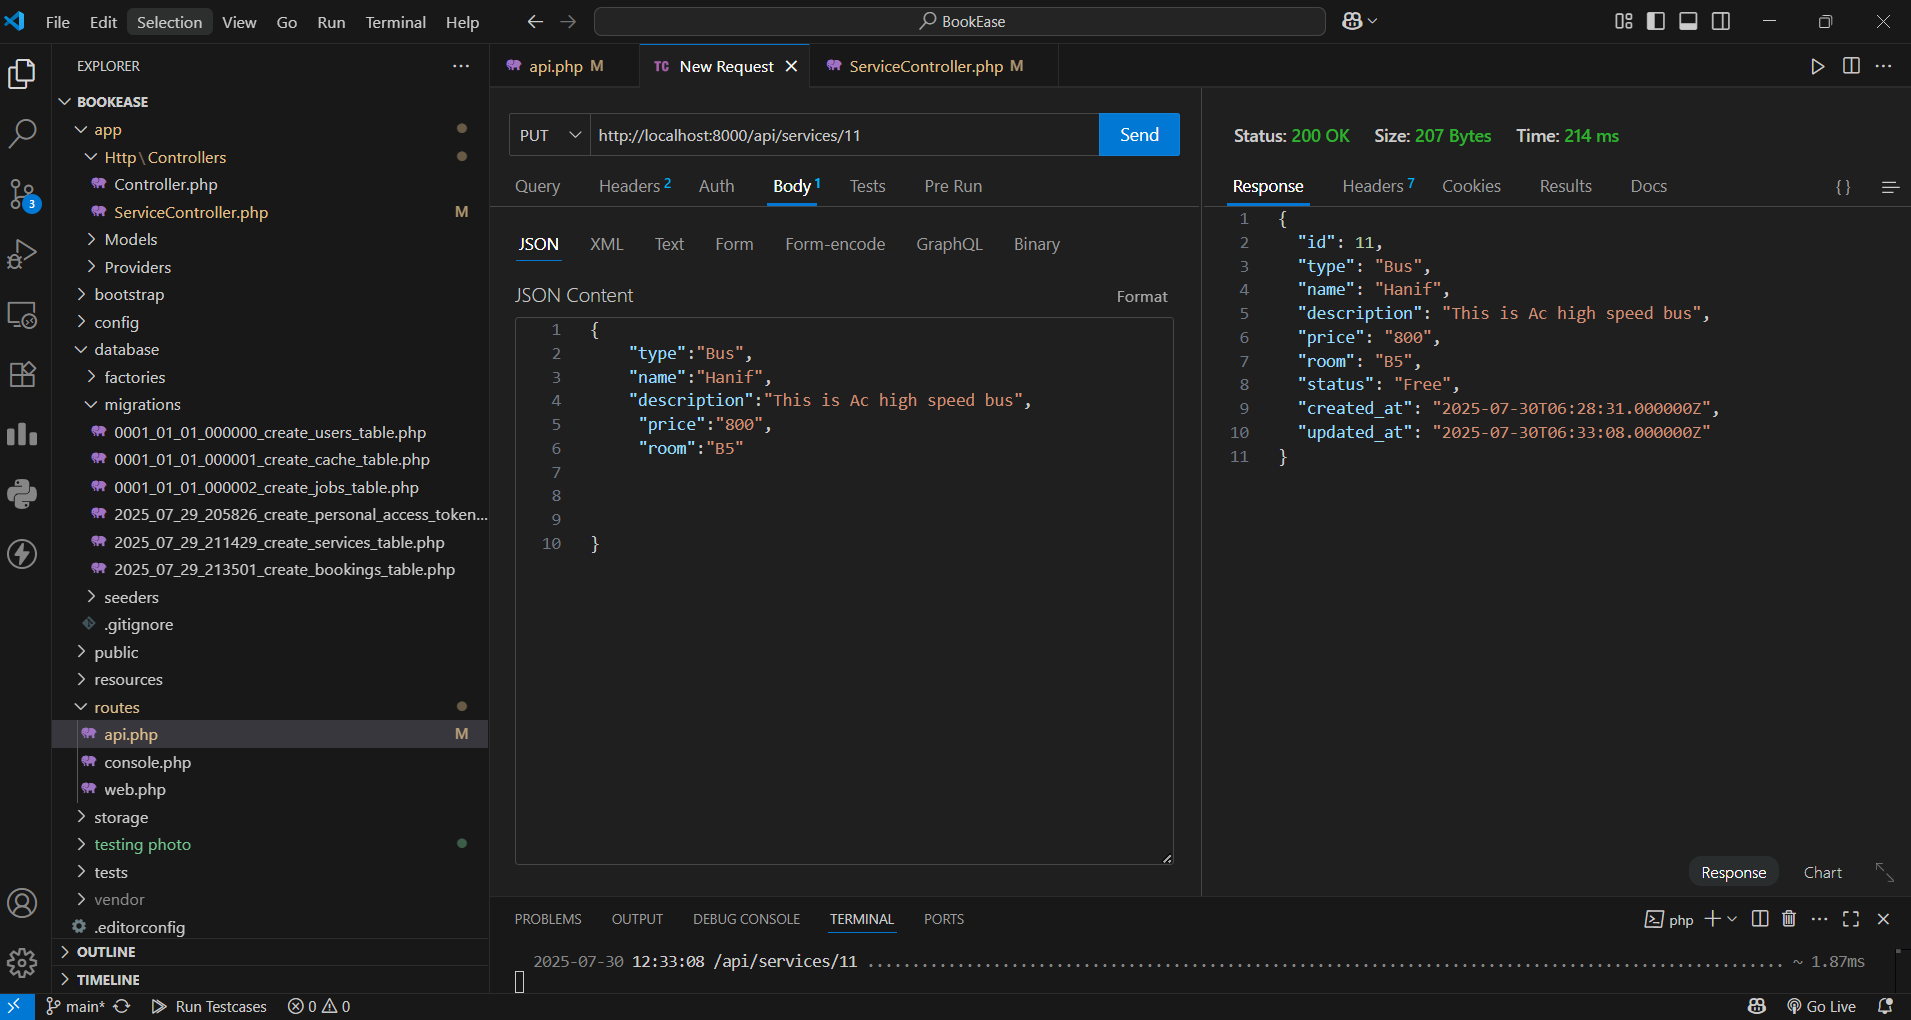 File Edit Selection View Go Run Terminal Help
BookEase
EXPLORER
BOOKEASE
app
Http\Controllers
Controller.php
ServiceController.php M
Models
Providers
bootstrap
config
database
factories
migrations
0001_01_01_000000_create_users_table.php
0001_01_01_000001_create_cache_table.php
0001_01_01_000002_create_jobs_table.php
2025_07_29_205826_create_personal_access_token...
2025_07_29_211429_create_services_table.php
2025_07_29_213501_create_bookings_table.php
seeders
.gitignore
public
resources
routes
api.php M
console.php
web.php
storage
testing photo
tests
vendor
.editorconfig
OUTLINE
TIMELINE
3
api.php M
TC New Request
ServiceController.php M
PUT http://localhost:8000/api/services/11 Send
Query Headers 2 Auth Body 1 Tests Pre Run
JSON XML Text Form Form-encode GraphQL Binary
JSON Content Format
1 {
2 "type":"Bus",
3 "name":"Hanif",
4 "description":"This is Ac high speed bus",
5 "price":"800",
6 "room":"B5"
7
8
9
10 }
Status: 200 OK Size: 207 Bytes Time: 214 ms
Response Headers 7 Cookies Results Docs {}
1 {
2 "id": 11,
3 "type": "Bus",
4 "name": "Hanif",
5 "description": "This is Ac high speed bus",
6 "price": "800",
7 "room": "B5",
8 "status": "Free",
9 "created_at": "2025-07-30T06:28:31.000000Z",
10 "updated_at": "2025-07-30T06:33:08.000000Z"
11 }
Response Chart
PROBLEMS OUTPUT DEBUG CONSOLE TERMINAL PORTS
php
2025-07-30 12:33:08 /api/services/11 ........................................................................................................ ~ 1.87ms
main* Run Testcases 0 0
Go Live